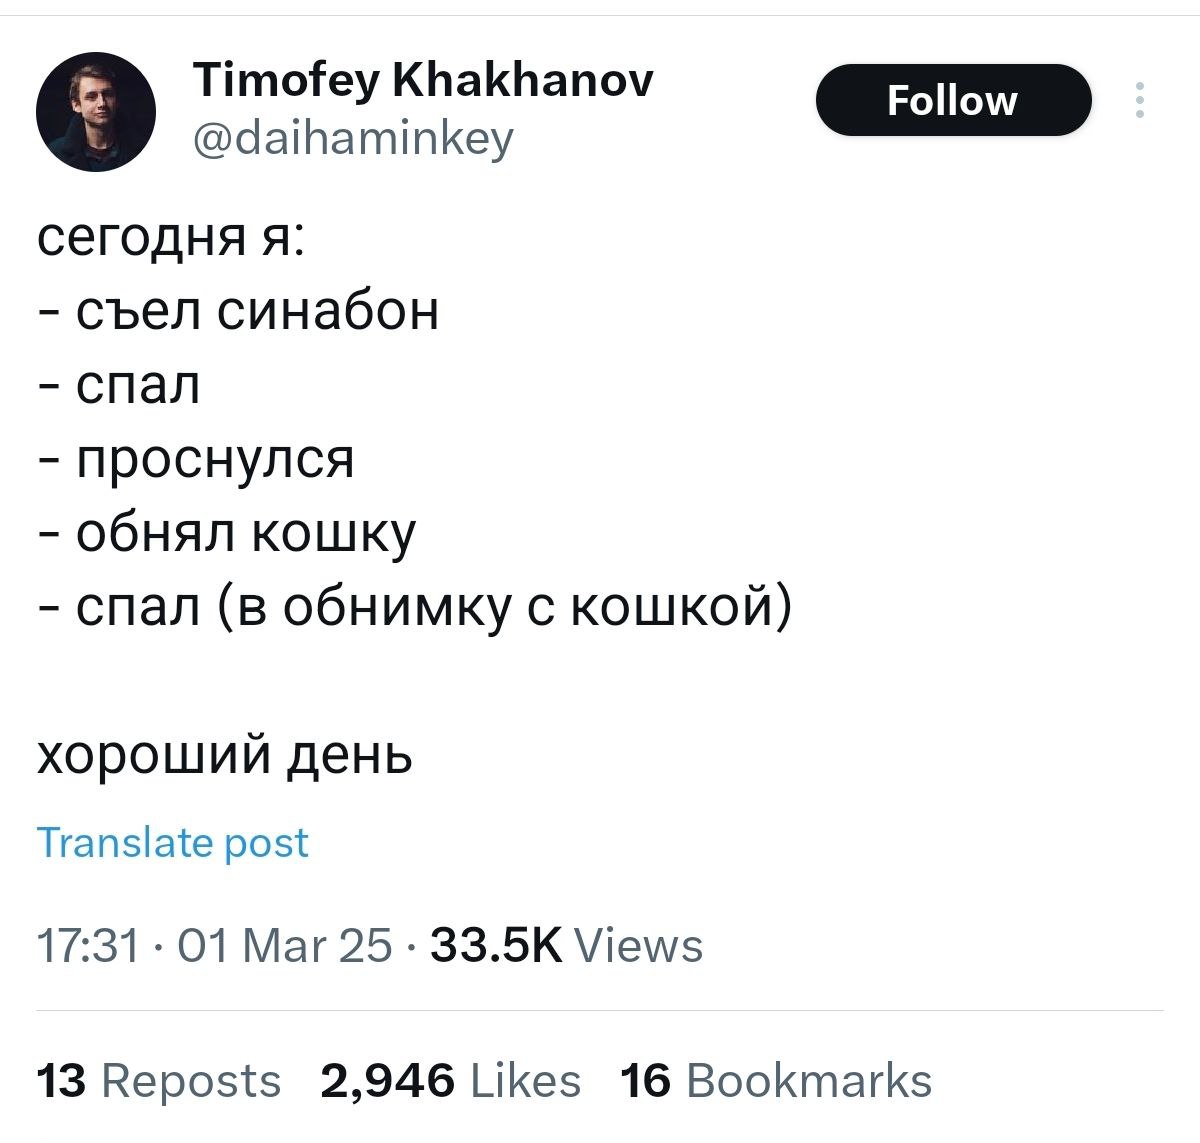 Timofey Khakhanov
@daihaminkey
Follow
сегодня я:
- съел синабон
- спал
- проснулся
- обнял кошку
- спал (в обнимку с кошкой)
хороший день
Translate post
17:31 · 01 Mar 25 · 33.5K Views
13 Reposts 2,946 Likes 16 Bookmarks